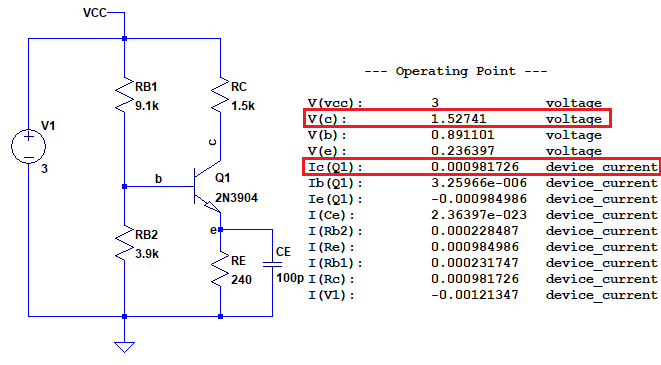 VCC
RB1
9.1k
RC
1.5k
V1
3
c
b
Q1
2N3904
RB2
3.9k
e
RE
240
CE
100p
--- Operating Point ---
V(vcc): 3 voltage
V(c): 1.52741 voltage
V(b): 0.891101 voltage
V(e): 0.236397 voltage
Ic(Q1): 0.000981726 device_current
Ib(Q1): 3.25966e-006 device_current
Ie(Q1): -0.000984986 device_current
I(Ce): 2.36397e-023 device_current
I(Rb2): 0.000228487 device_current
I(Re): 0.000984986 device_current
I(Rb1): 0.000231747 device_current
I(Rc): 0.000981726 device_current
I(V1): -0.00121347 device_current